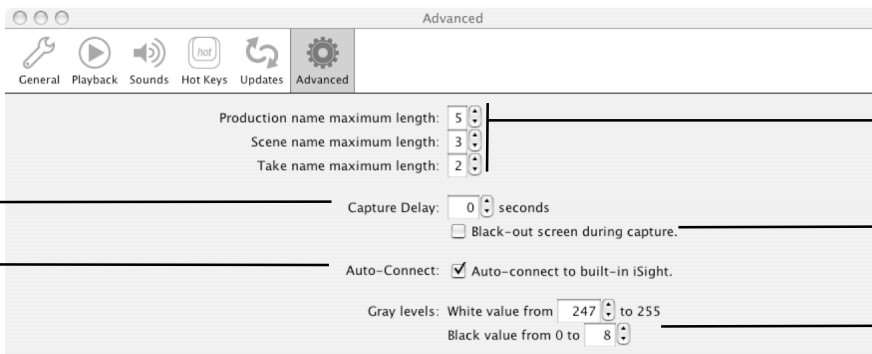 Advanced
hot
General Playback Sounds Hot Keys Updates Advanced
Production name maximum length: 5
Scene name maximum length: 3
Take name maximum length: 2
Capture Delay: 0 seconds
Black-out screen during capture.
Auto-Connect: Auto-connect to built-in iSight.
Gray levels: White value from 247 to 255
Black value from 0 to 8